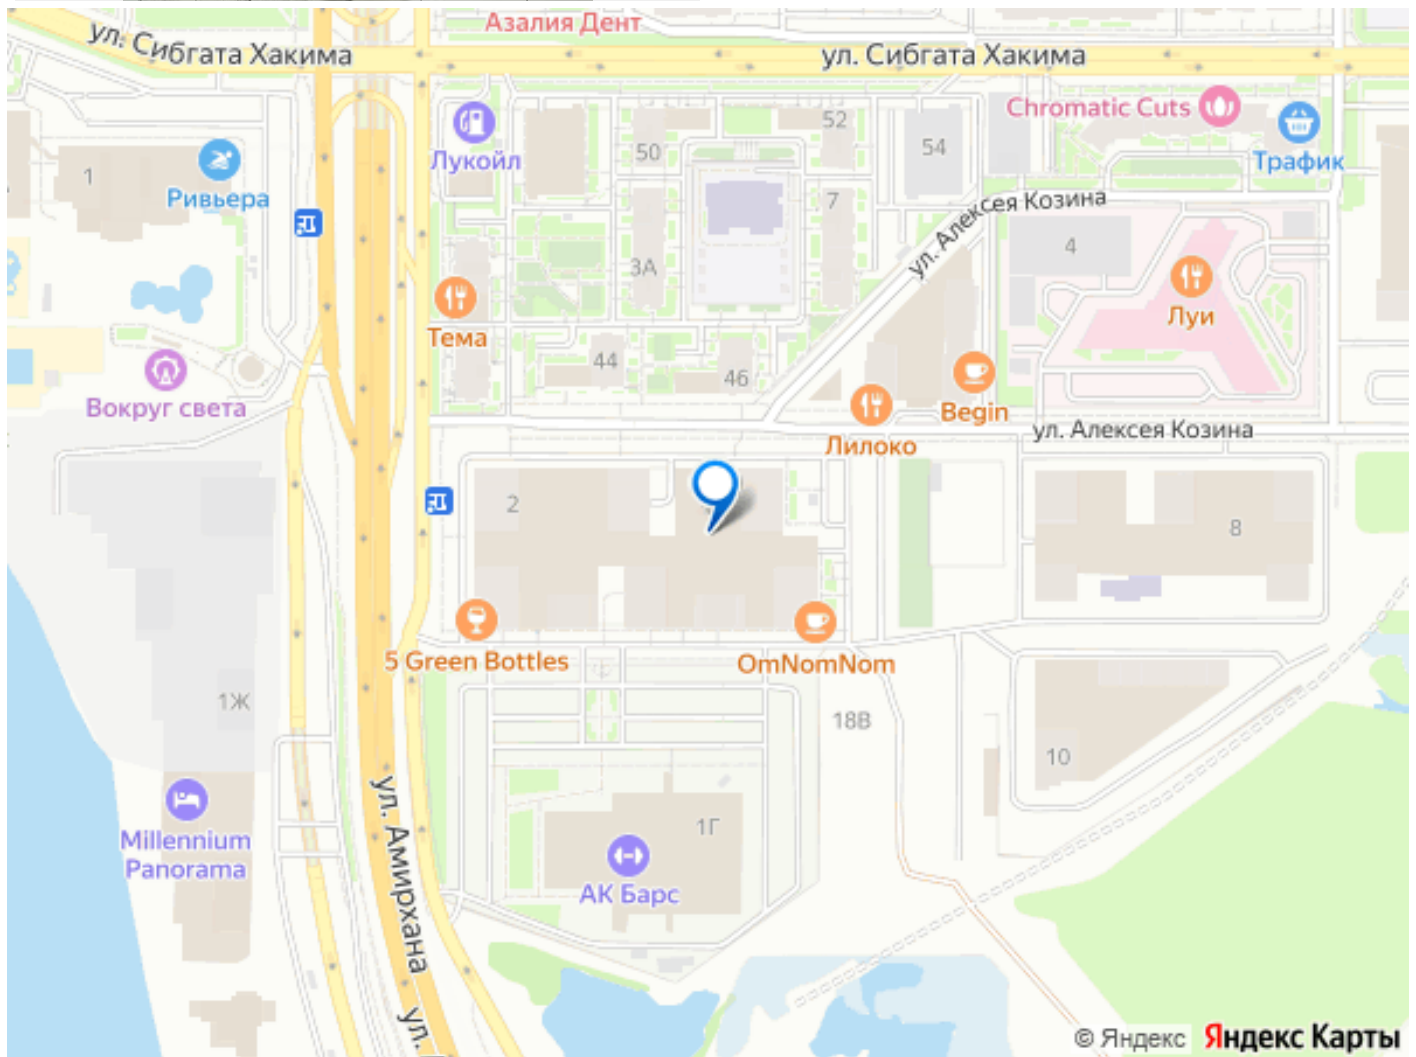 Азалия Дент
ул. Сибгата Хакима
ул. Сибгата Хакима
Chromatic Cuts
52
Лукойл
50
54
Трафик
1
Ривьера
7
ул. Алексея Козина
4
3А
Луи
Тема
44
46
Вокруг света
Begin
Лилоко
ул. Алексея Козина
2
8
5 Green Bottles
OmNomNom
1Ж
18В
10
ул. Амирхана
1Г
Millennium
Panorama
АК Барс
ул.
© Яндекс Яндекс Карты